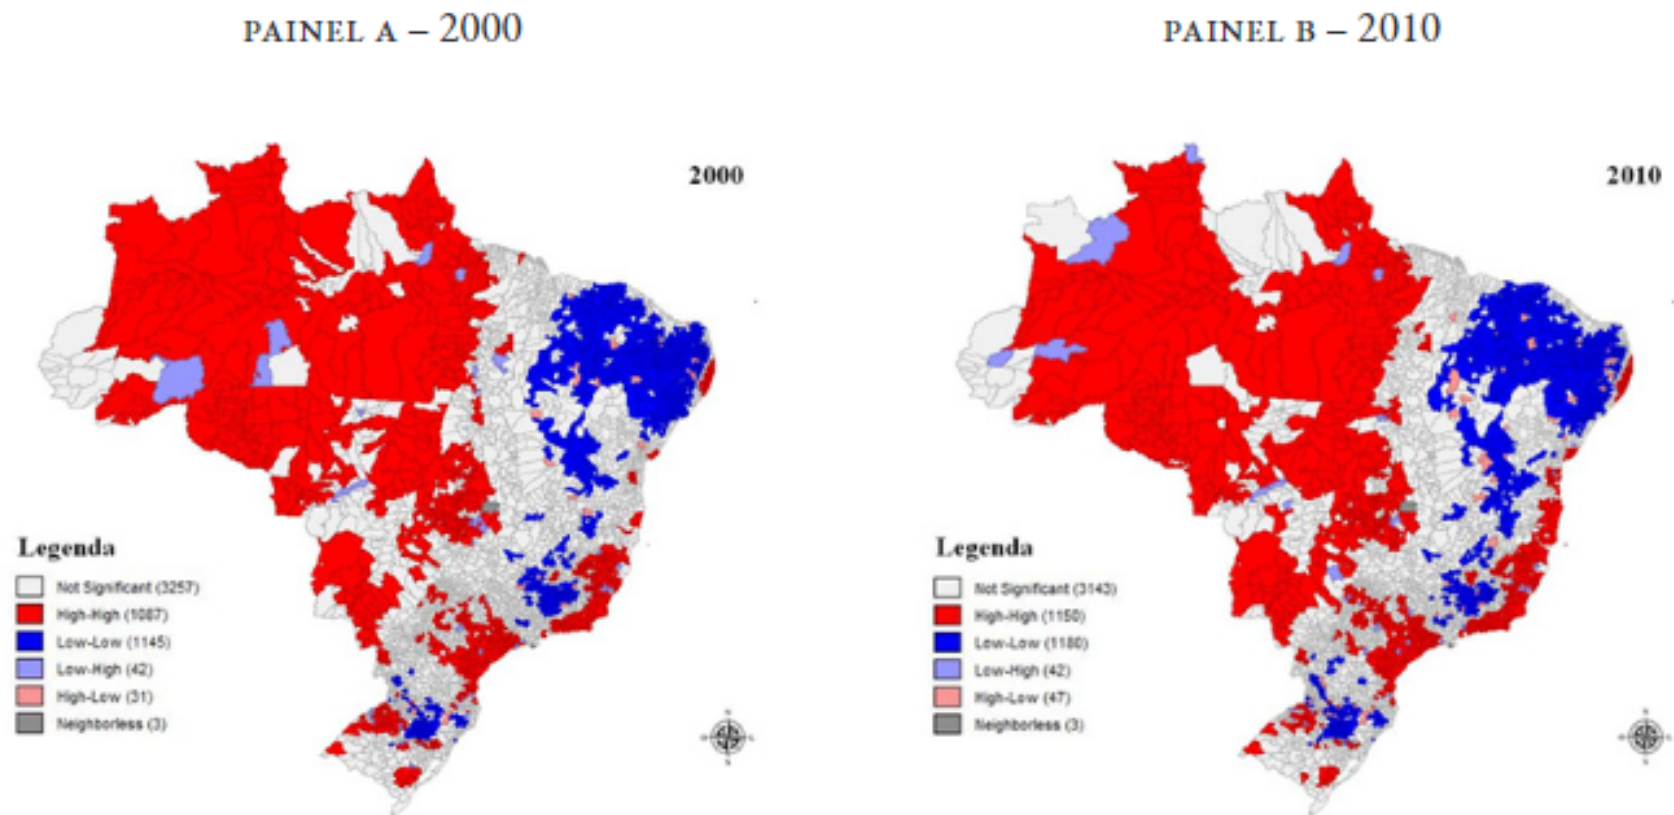 PAINEL A – 2000
2000
Legenda
Not Significant (3257)
High-High (1087)
Low-Low (1145)
Low-High (42)
High-Low (31)
Neighborless (3)
PAINEL B – 2010
2010
Legenda
Not Significant (3143)
High-High (1150)
Low-Low (1180)
Low-High (42)
High-Low (47)
Neighborless (3)